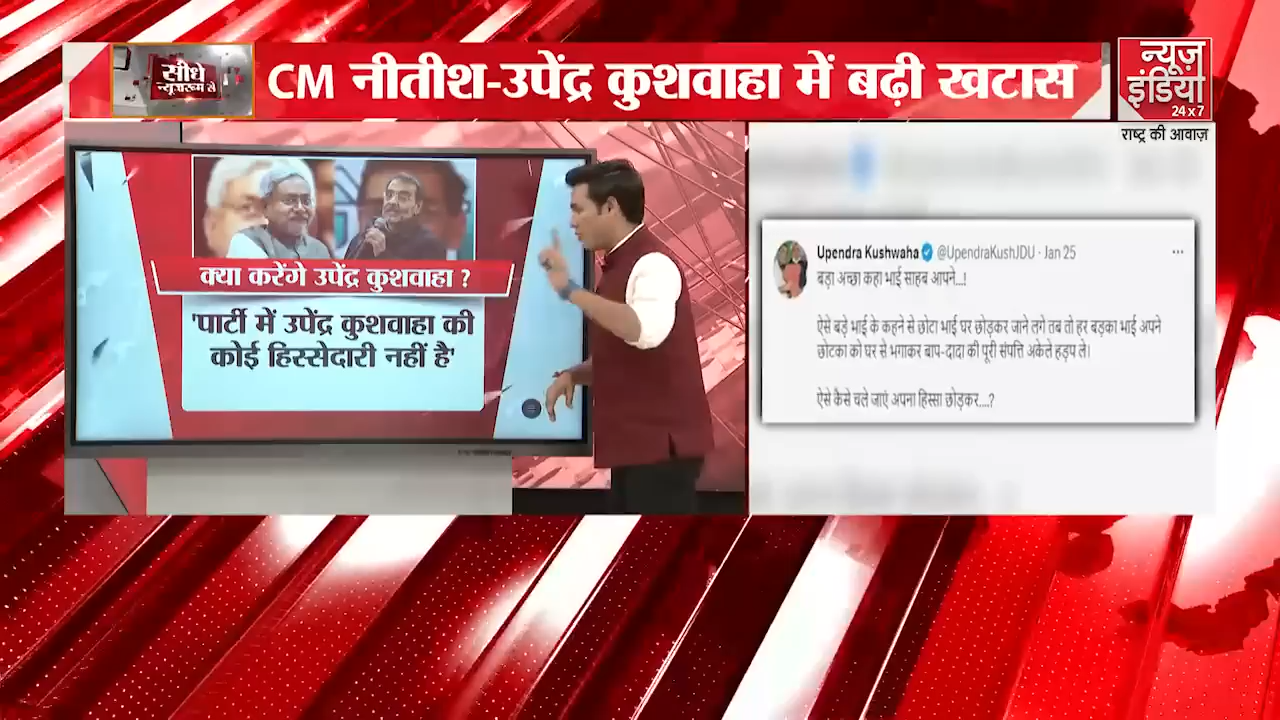 सीधे
न्यूज़रूम से
CM नीतीश-उपेंद्र कुशवाहा में बढ़ी खटास
न्यूज़
इंडिया
24x7
राष्ट्र की आवाज़
क्या करेंगे उपेंद्र कुशवाहा ?
'पार्टी में उपेंद्र कुशवाहा की
कोई हिस्सेदारी नहीं है'
Upendra Kushwaha @UpendraKushJDU · Jan 25
बड़ा अच्छा कहा भाई साहब आपने...!
ऐसे बड़े भाई के कहने से छोटा भाई घर छोड़कर जाने लगे तब तो हर बड़का भाई अपने
छोटका को घर से भगाकर बाप-दादा की पूरी संपत्ति अकेले हड़प ले।
ऐसे कैसे चले जाएं अपना हिस्सा छोड़कर....?